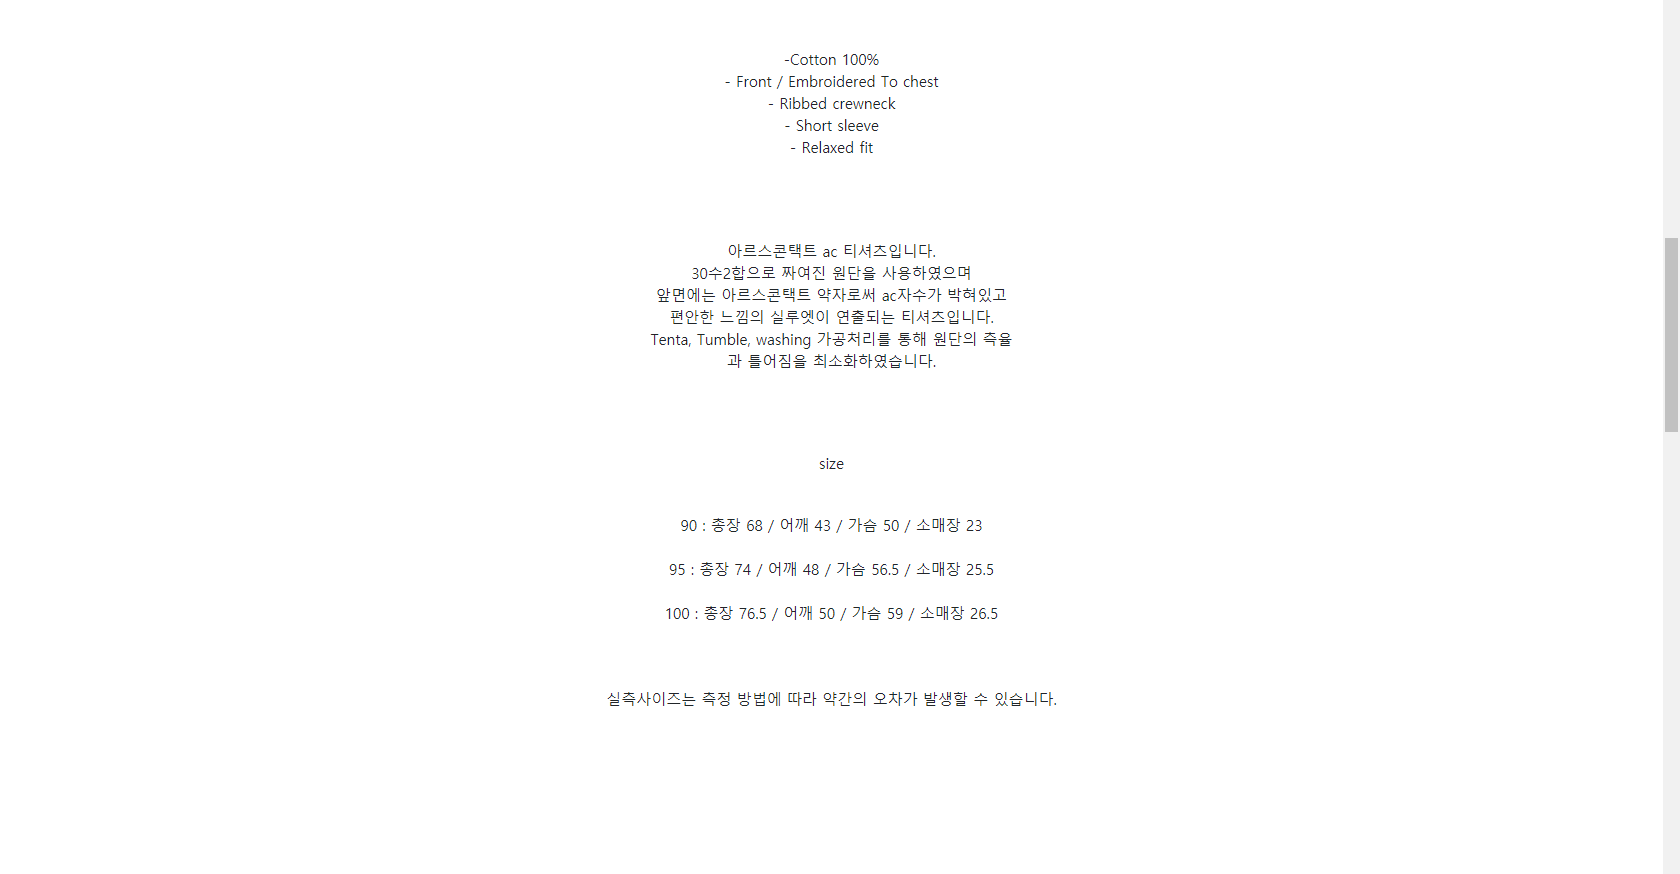 -Cotton 100%
- Front / Embroidered To chest
- Ribbed crewneck
- Short sleeve
- Relaxed fit
아르스콘택트 ac 티셔츠입니다.
30수2합으로 짜여진 원단을 사용하였으며
앞면에는 아르스콘택트 약자로써 ac자수가 박혀있고
편안한 느낌의 실루엣이 연출되는 티셔츠입니다.
Tenta, Tumble, washing 가공처리를 통해 원단의 즉율
과 틀어짐을 최소화하였습니다.
size
90 : 총장 68 / 어깨 43 / 가슴 50 / 소매장 23
95 : 총장 74 / 어깨 48 / 가슴 56.5 / 소매장 25.5
100 : 총장 76.5 / 어깨 50 / 가슴 59 / 소매장 26.5
실측사이즈는 측정 방법에 따라 약간의 오차가 발생할 수 있습니다.